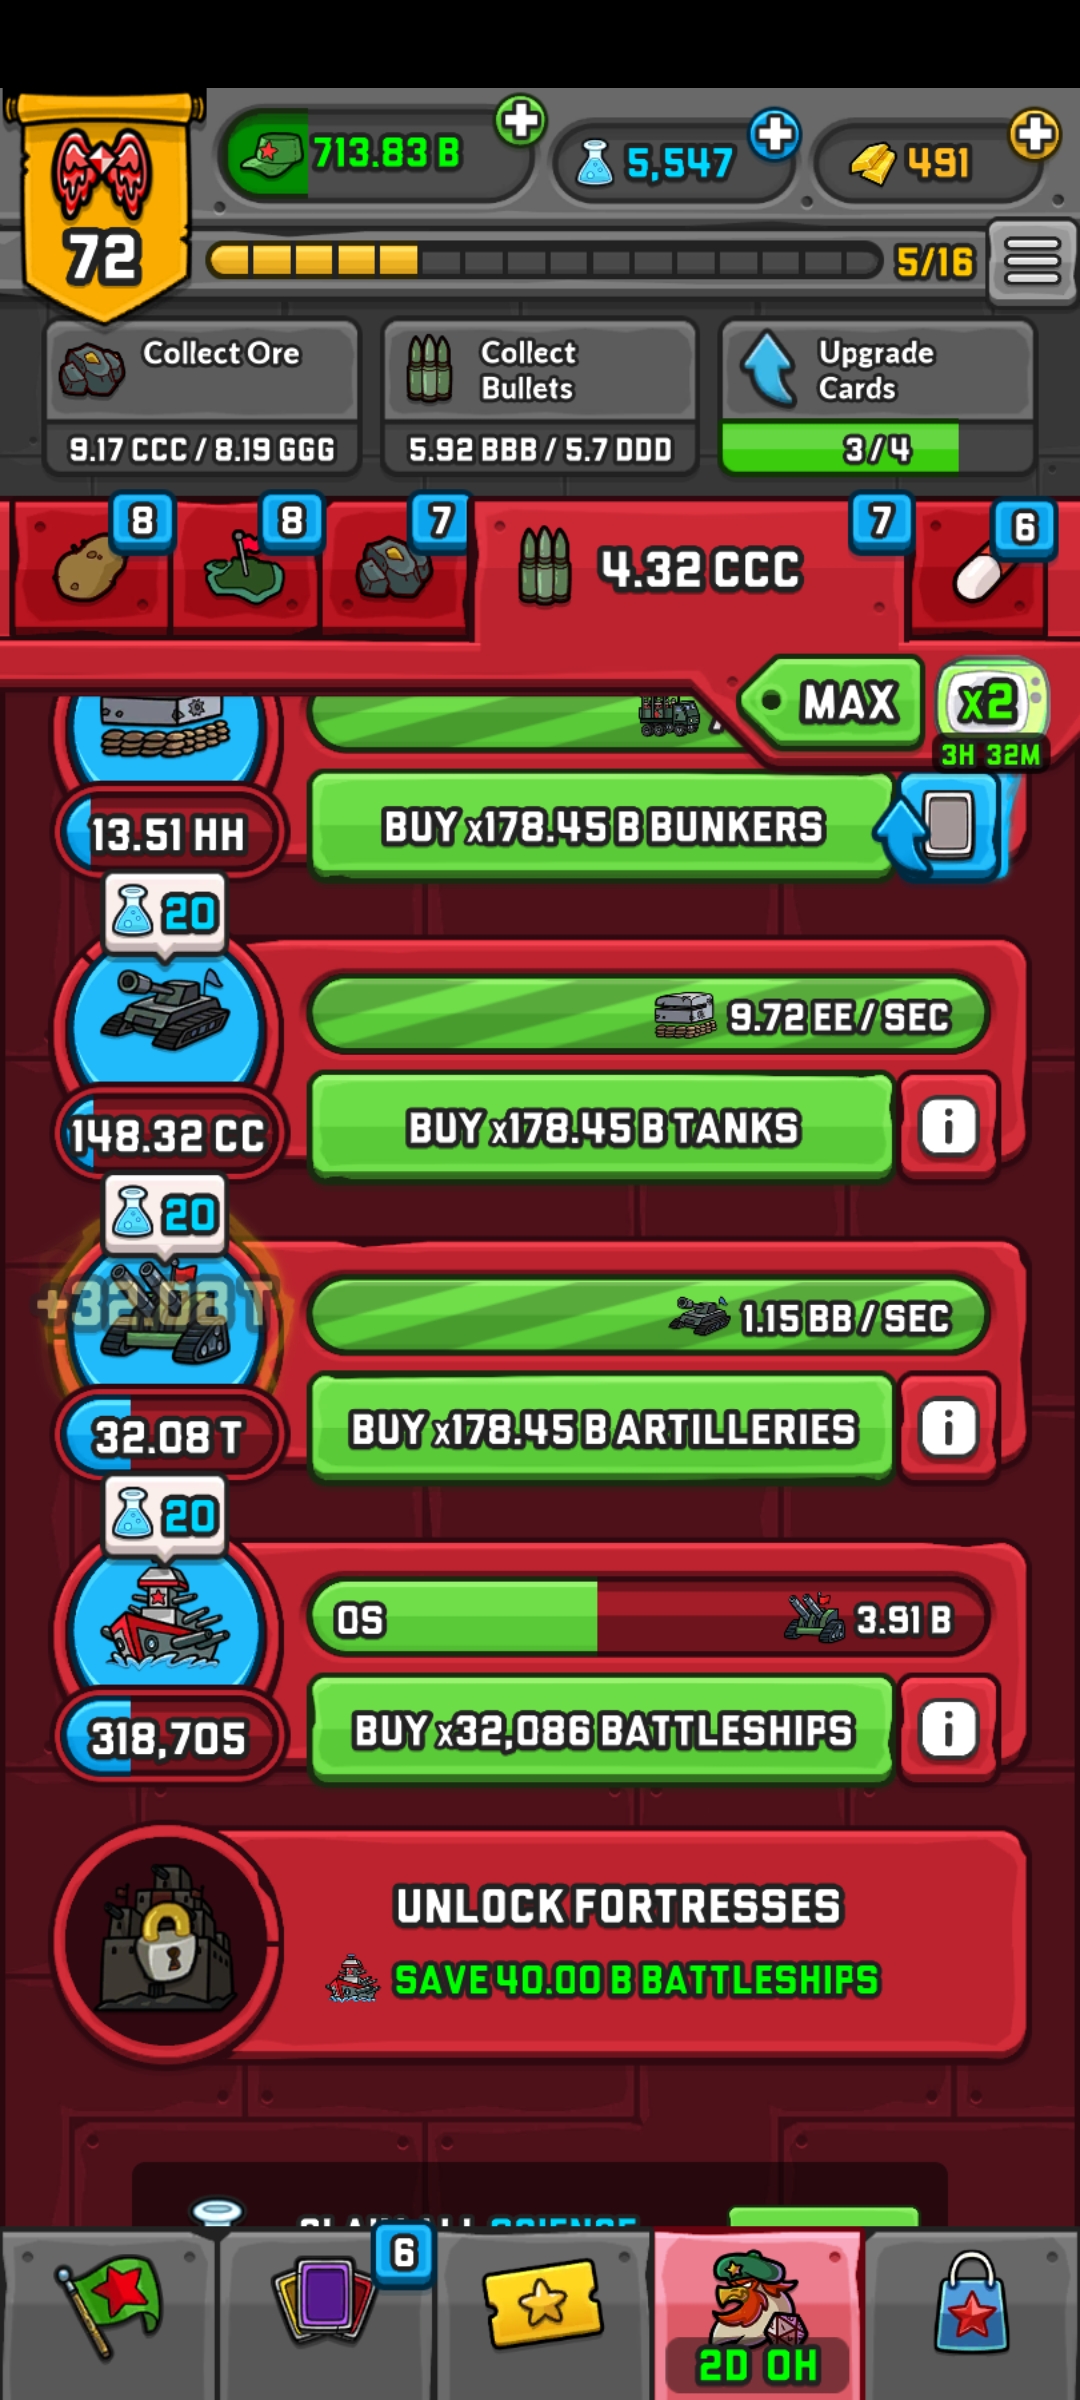 713.83 B
5,547
491
72
5/16
Collect Ore
9.17 CCC / 8.19 GGG
Collect
Bullets
5.92 BBB / 5.7 DDD
Upgrade
Cards
3/4
8
8
7
4.32 CCC
7
6
MAX
x2
3H 32M
13.51 HH
BUY x178.45 B BUNKERS
20
9.72 EE / SEC
148.32 CC
BUY x178.45 B TANKS
i
20
+32.08 T
1.15 BB / SEC
32.08 T
BUY x178.45 B ARTILLERIES
i
20
0S
3.91 B
318,705
BUY x32,086 BATTLESHIPS
i
UNLOCK FORTRESSES
SAVE 40.00 B BATTLESHIPS
6
2D 0H